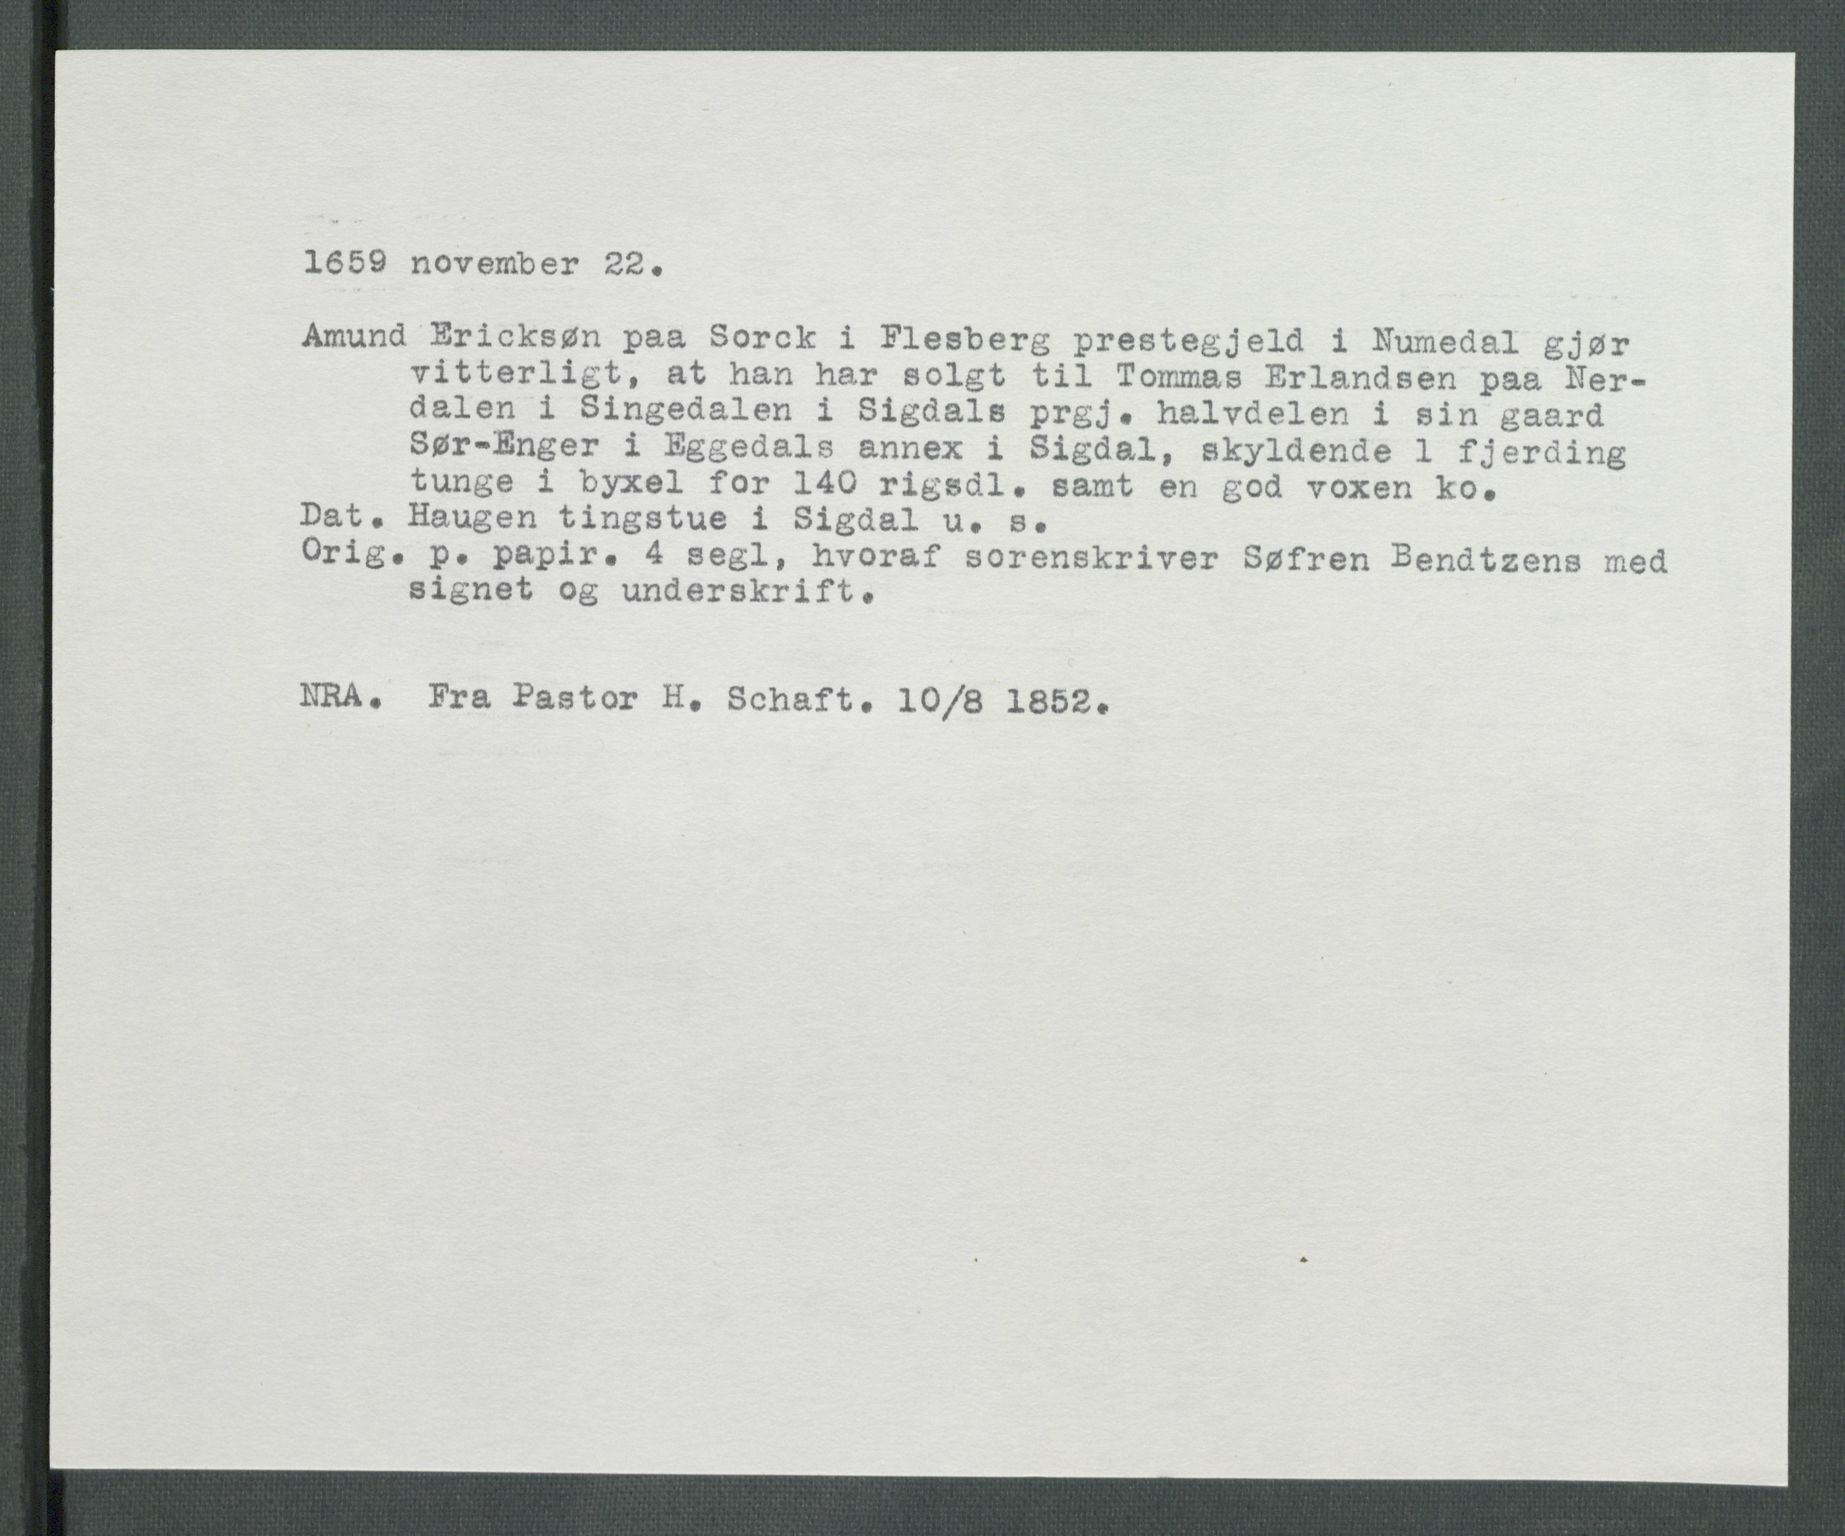 1659 november 22.
Amund Ericksøn paa Sorck i Flesberg prestegjeld i Numedal gjør
vitterligt, at han har solgt til Tommas Erlandsen paa Ner-
dalen i Singedalen i Sigdals prgj. halvdelen i sin gaard
Sør-Enger i Eggedals annex i Sigdal, skyldende 1 fjerding
tunge i byxel for 140 rigsdl. samt en god voxen ko.
Dat. Haugen tingstue i Sigdal u. s.
Orig. p. papir. 4 segl, hvoraf sorenskriver Søfren Bendtzens med
signet og underskrift.
NRA. Fra Pastor H. Schaft. 10/8 1852.